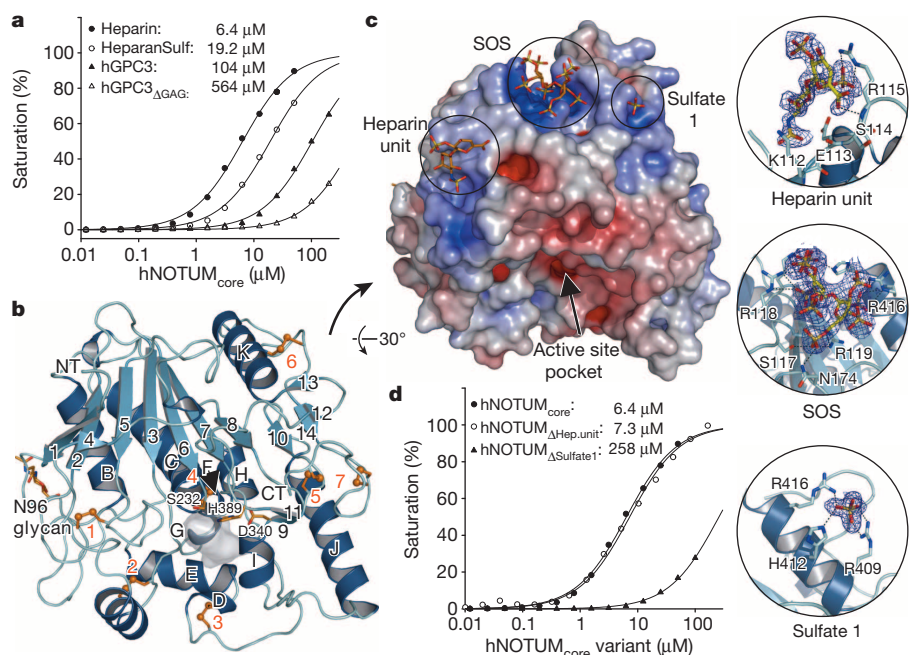 a
Heparin: 6.4 μM
HeparanSulf: 19.2 μM
hGPC3: 104 μM
hGPC3ΔGAG: 564 μM
Saturation (%)
100
80
60
40
20
0
0.01 0.1 1 10 100
hNOTUMcore (μM)
b
NT
K
6
13
12
14
10
8
7
5
3
4
2
1
B
6
C
F
4
H
S232
H389
CT
5
7
N96
glycan
1
G
D340
11
9
I
J
2
E
D
3
30°
c
SOS
Sulfate
1
Heparin
unit
Active site
pocket
R115
S114
E113
K112
Heparin unit
R118
R416
S117
R119
N174
SOS
R416
H412
R409
Sulfate 1
d
hNOTUMcore: 6.4 μM
hNOTUMΔHep.unit: 7.3 μM
hNOTUMΔSulfate1: 258 μM
Saturation (%)
100
80
60
40
20
0
0.01 0.1 1 10 100
hNOTUMcore variant (μM)